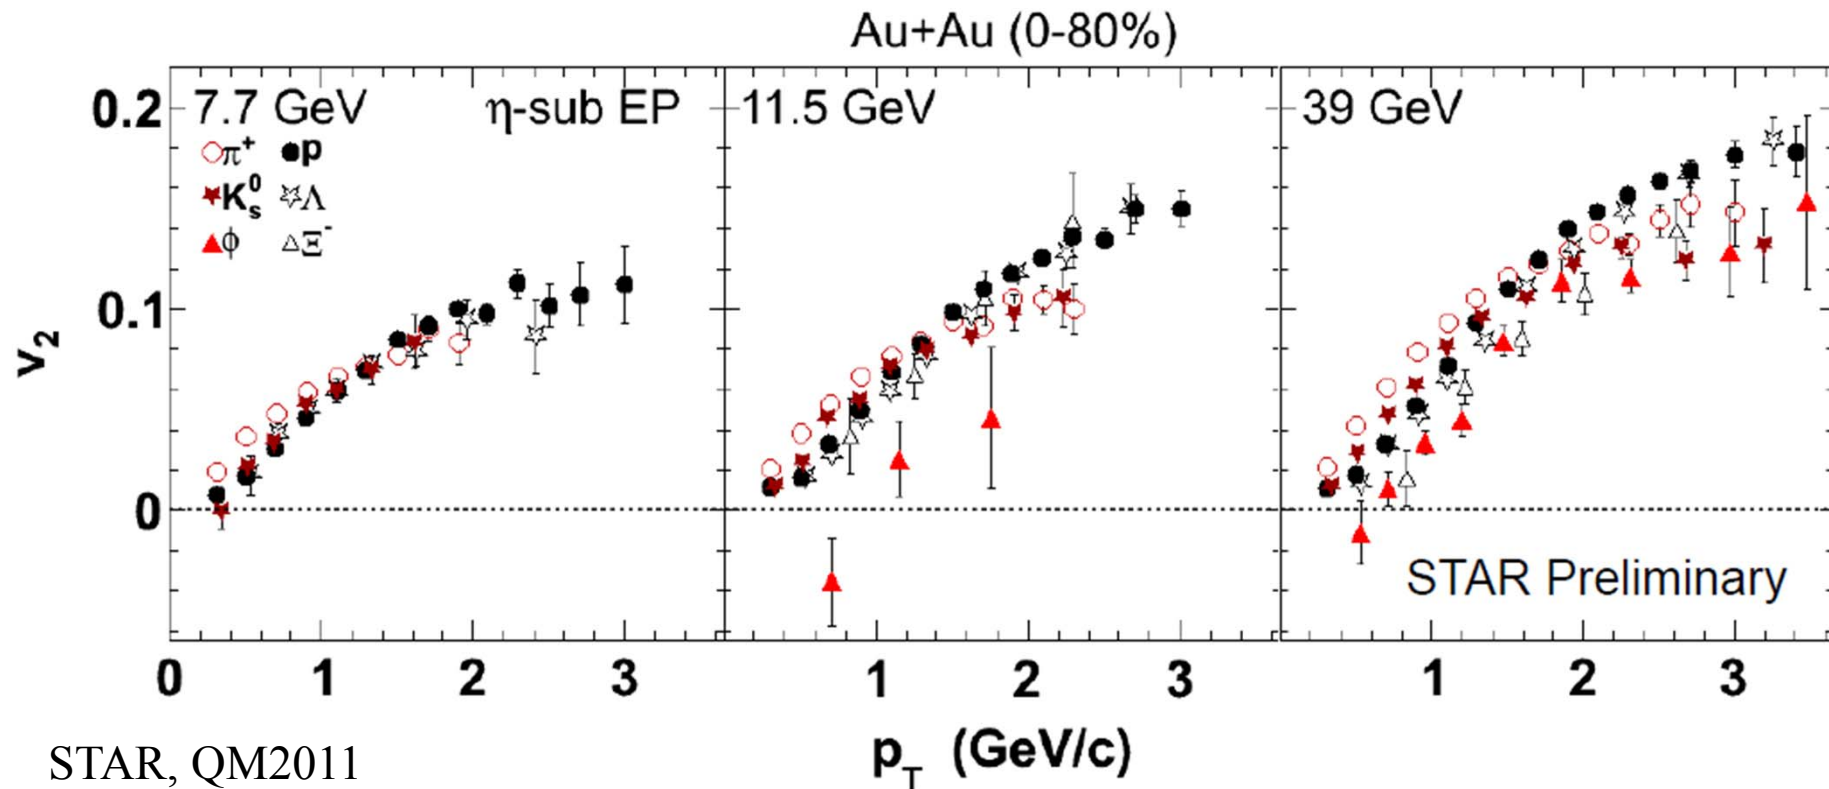 Au+Au (0-80%)
7.7 GeV η-sub EP
11.5 GeV
39 GeV
π⁺ p
K⁰ₛ Λ
ϕ Ξ⁻
0.2
0.1
0
v₂
STAR Preliminary
0 1 2 3
1 2 3
1 2 3
p_T (GeV/c)
STAR, QM2011